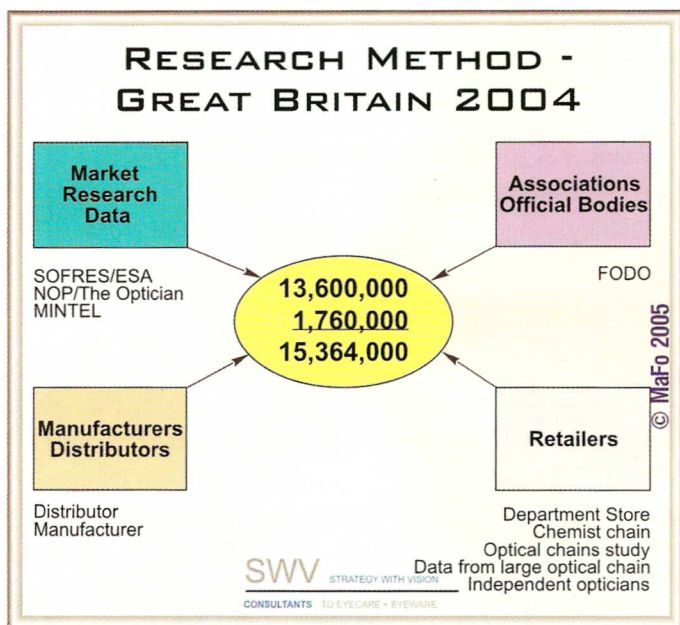 RESEARCH METHOD -
GREAT BRITAIN 2004
Market
Research
Data
SOFRES/ESA
NOP/The Optician
MINTEL
Associations
Official Bodies
FODO
13,600,000
1,760,000
15,364,000
Manufacturers
Distributors
Distributor
Manufacturer
Retailers
Department Store
Chemist chain
Optical chains study
Data from large optical chain
Independent opticians
© MaFo 2005
SWV STRATEGY WITH VISION
CONSULTANTS TO EYECARE + EYEWARE